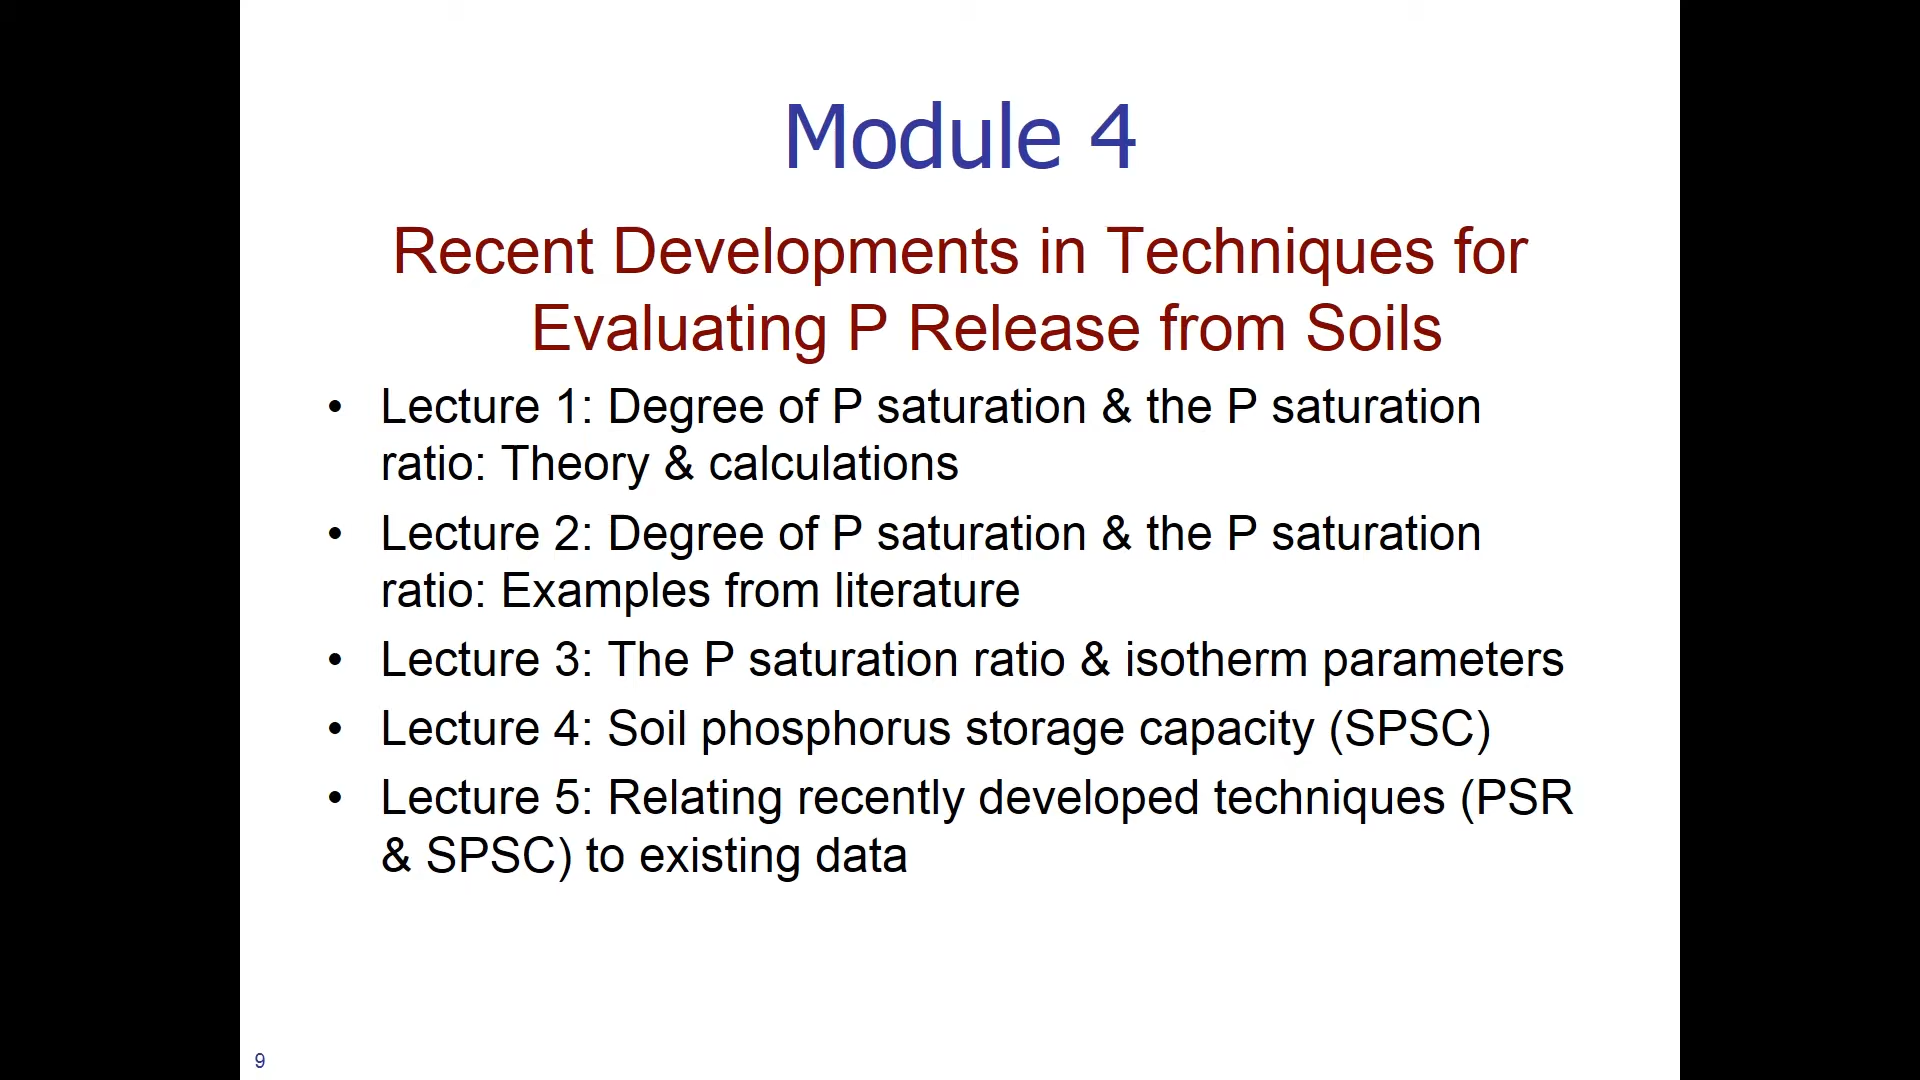 Module 4
Recent Developments in Techniques for
Evaluating P Release from Soils
• Lecture 1: Degree of P saturation & the P saturation
ratio: Theory & calculations
• Lecture 2: Degree of P saturation & the P saturation
ratio: Examples from literature
• Lecture 3: The P saturation ratio & isotherm parameters
• Lecture 4: Soil phosphorus storage capacity (SPSC)
• Lecture 5: Relating recently developed techniques (PSR
& SPSC) to existing data
9